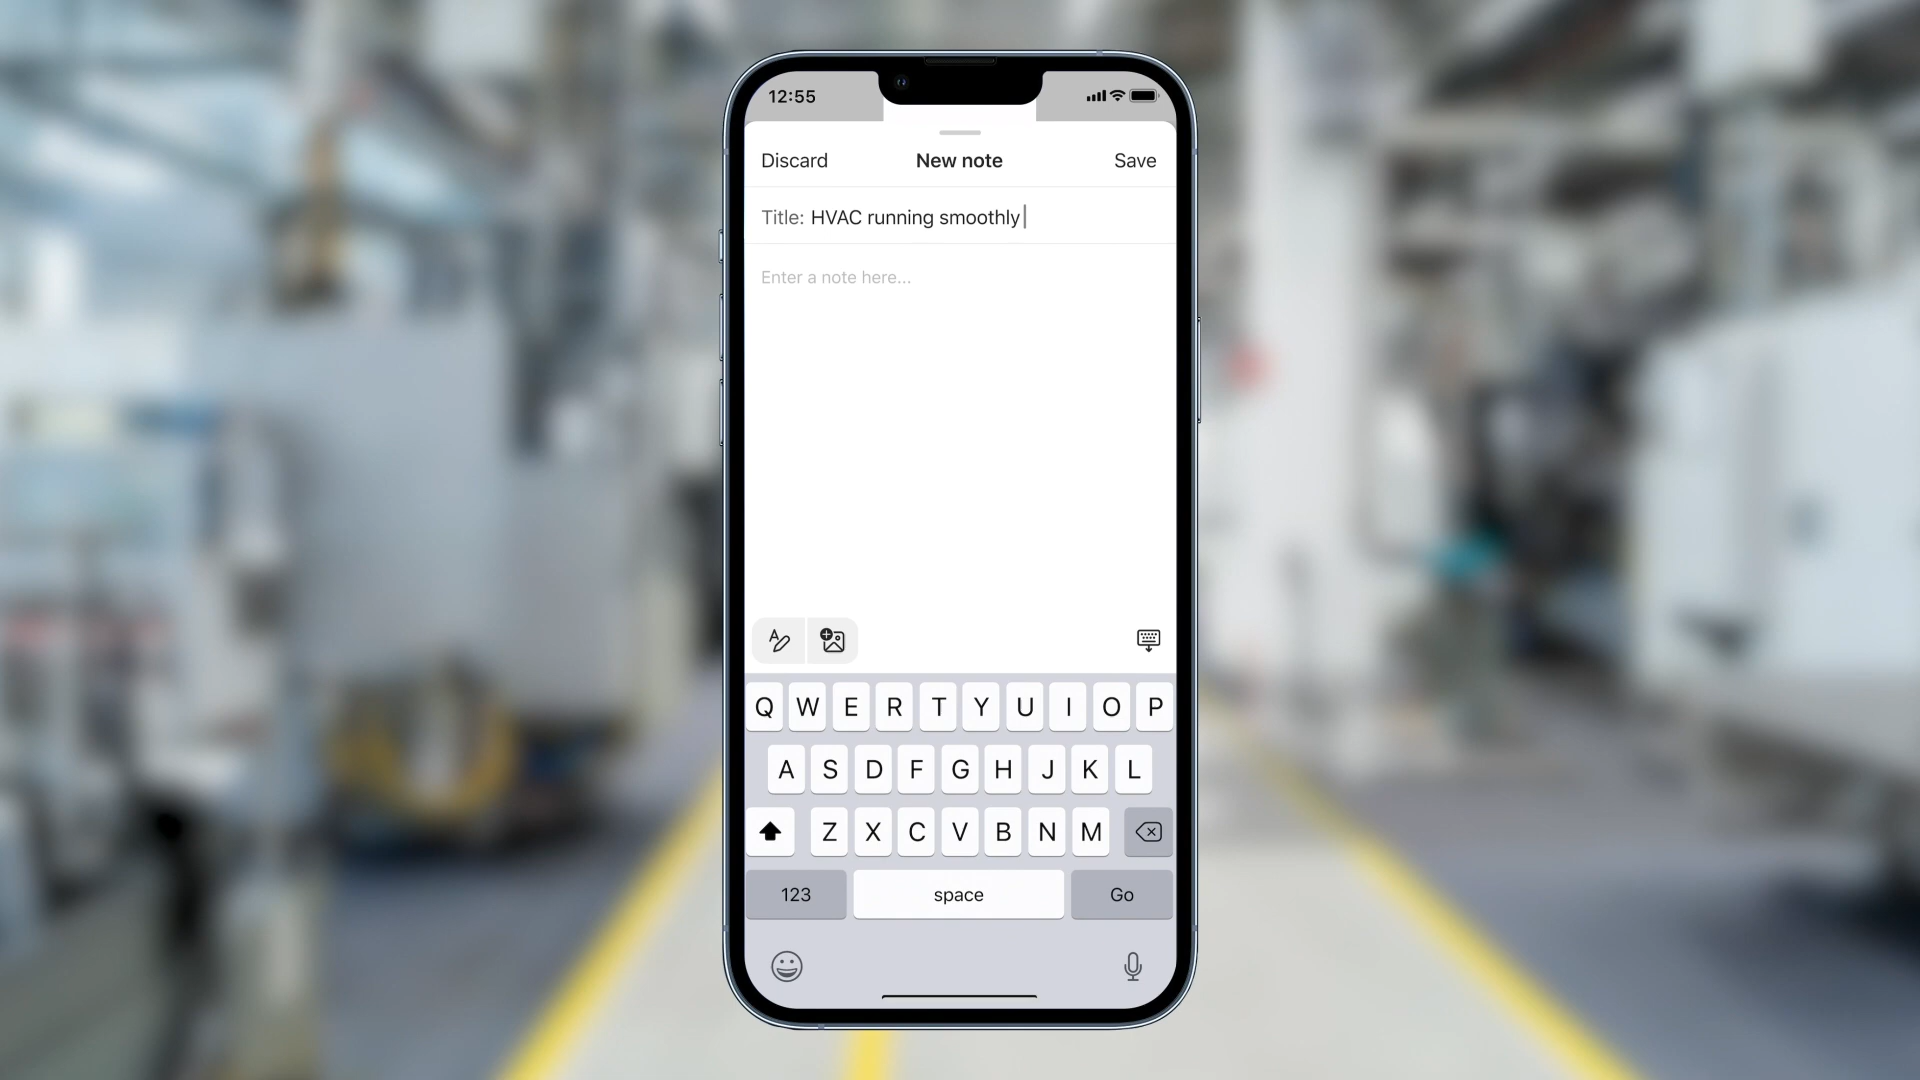 12:55
Discard New note Save
Title: HVAC running smoothly
Enter a note here...
Q W E R T Y U I O P
A S D F G H J K L
Z X C V B N M
123 space Go